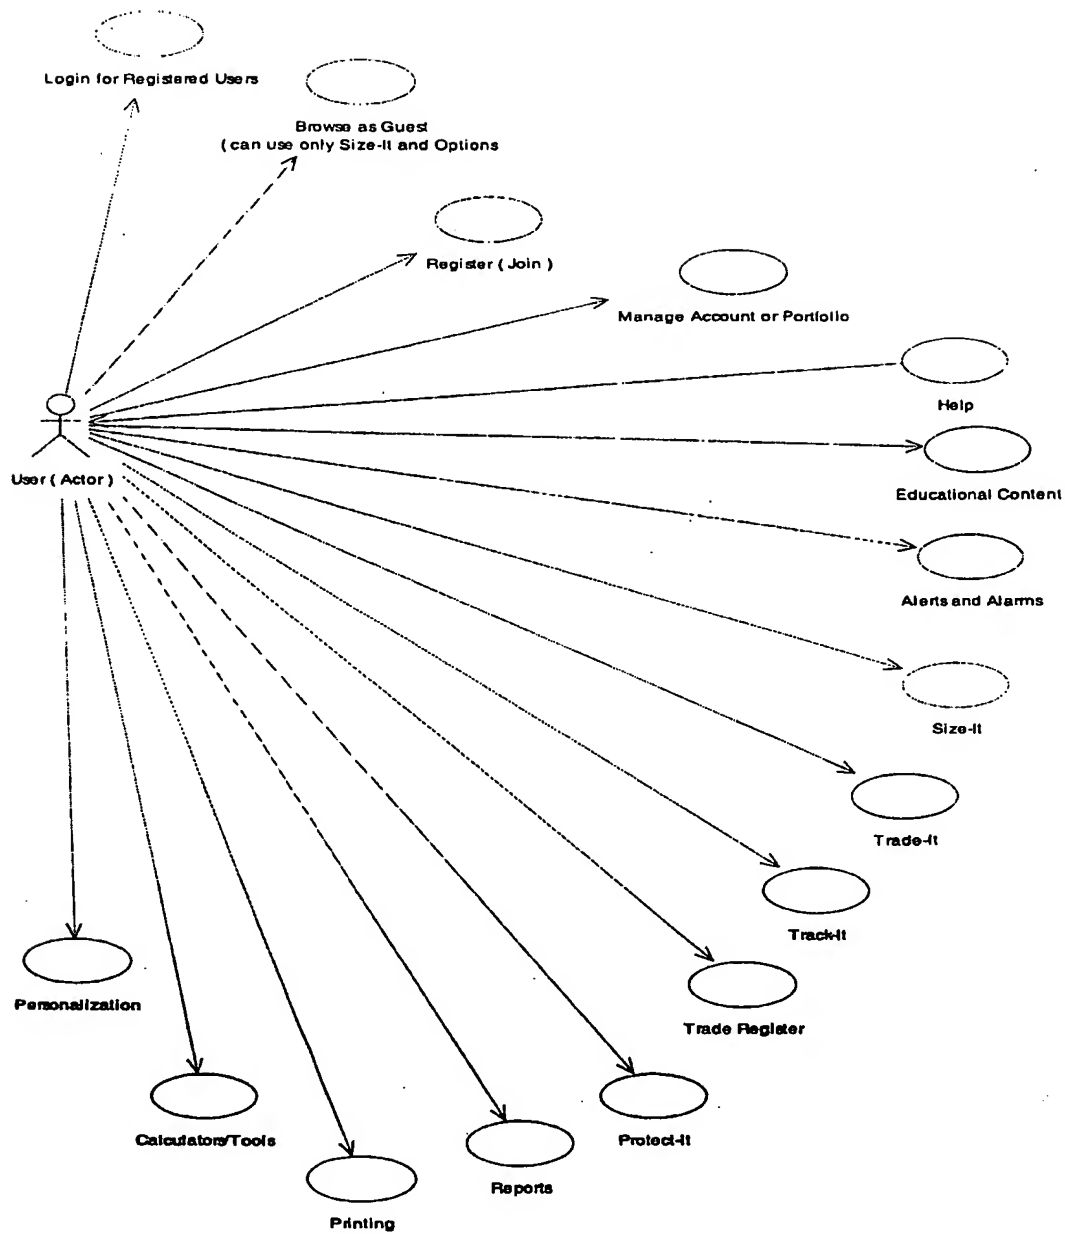 Login for Registered Users
Browse as Guest
( can use only Size-It and Options
Register ( Join )
Manage Account or Portfolio
Help
User ( Actor )
Educational Content
Alerts and Alarms
Size-It
Trade-It
Track-It
Personalization
Trade Register
Calculators/Tools
Protect-It
Reports
Printing